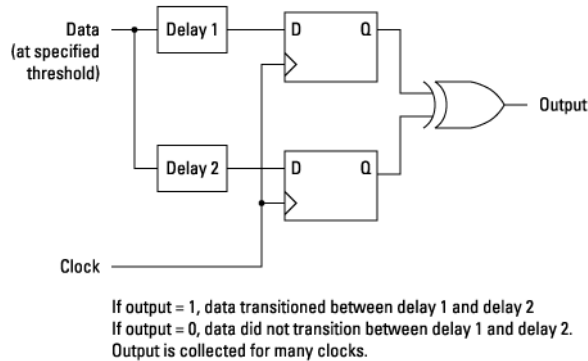 Data
(at specified
threshold)
Delay 1
D
Q
Output
Delay 2
D
Q
Clock
If output = 1, data transitioned between delay 1 and delay 2
If output = 0, data did not transition between delay 1 and delay 2.
Output is collected for many clocks.